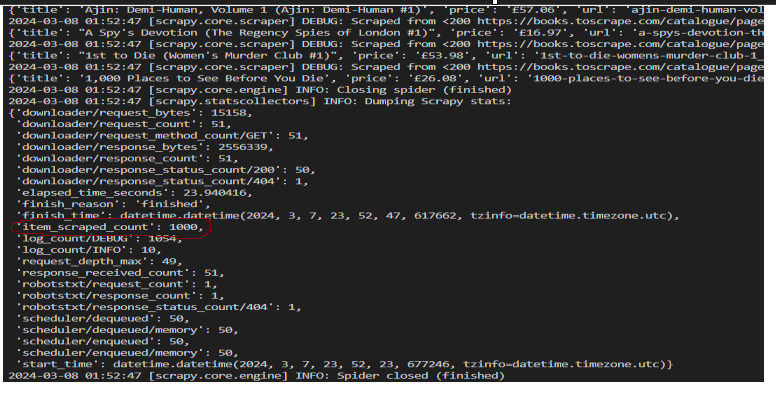 {'title': 'Ajin: Demi-Human, Volume 1 (Ajin: Demi-Human #1)', 'price': '£57.06', 'url': 'ajin-demi-human-vol
2024-03-08 01:52:47 [scrapy.core.scraper] DEBUG: Scraped from <200 https://books.toscrape.com/catalogue/page
{'title': "A Spy's Devotion (The Regency Spies of London #1)", 'price': '£16.97', 'url': 'a-spys-devotion-th
2024-03-08 01:52:47 [scrapy.core.scraper] DEBUG: Scraped from <200 https://books.toscrape.com/catalogue/page
{'title': "1st to Die (Women's Murder Club #1)", 'price': '£53.98', 'url': '1st-to-die-womens-murder-club-1_
2024-03-08 01:52:47 [scrapy.core.scraper] DEBUG: Scraped from <200 https://books.toscrape.com/catalogue/page
{'title': '1,000 Places to See Before You Die', 'price': '£26.08', 'url': '1000-places-to-see-before-you-die
2024-03-08 01:52:47 [scrapy.core.engine] INFO: Closing spider (finished)
2024-03-08 01:52:47 [scrapy.statscollectors] INFO: Dumping Scrapy stats:
{'downloader/request_bytes': 15158,
'downloader/request_count': 51,
'downloader/request_method_count/GET': 51,
'downloader/response_bytes': 2556339,
'downloader/response_count': 51,
'downloader/response_status_count/200': 50,
'downloader/response_status_count/404': 1,
'elapsed_time_seconds': 23.940416,
'finish_reason': 'finished',
'finish_time': datetime.datetime(2024, 3, 7, 23, 52, 47, 617662, tzinfo=datetime.timezone.utc),
'item_scraped_count': 1000,
'log_count/DEBUG': 1054,
'log_count/INFO': 10,
'request_depth_max': 49,
'response_received_count': 51,
'robotstxt/request_count': 1,
'robotstxt/response_count': 1,
'robotstxt/response_status_count/404': 1,
'scheduler/dequeued': 50,
'scheduler/dequeued/memory': 50,
'scheduler/enqueued': 50,
'scheduler/enqueued/memory': 50,
'start_time': datetime.datetime(2024, 3, 7, 23, 52, 23, 677246, tzinfo=datetime.timezone.utc)}
2024-03-08 01:52:47 [scrapy.core.engine] INFO: Spider closed (finished)